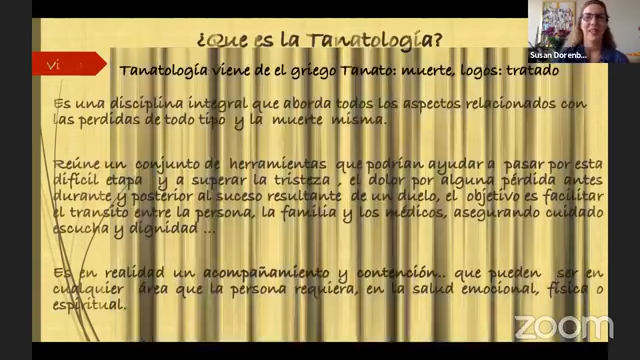 ¿Que es la Tanatología?
Susan Dorenb...
Vi
Tanatología viene de el griego Tanato: muerte, logos: tratado
Es una disciplina integral que aborda todos los aspectos relacionados con
las perdidas de todo tipo y la muerte misma.
Reúne un conjunto de herramientas que podrían ayudar a pasar por esta
difícil etapa y a superar la tristeza , el dolor por alguna pérdida antes
durante y posterior al suceso resultante de un duelo, el objetivo es facilitar
el transito entre la persona, la familia y los médicos, asegurando cuidado
escucha y dignidad ...
Es en realidad un acompañamiento y contención.. que pueden ser en
cualquier área que la persona requiera, en la salud emocional, física o
espiritual.
zoom